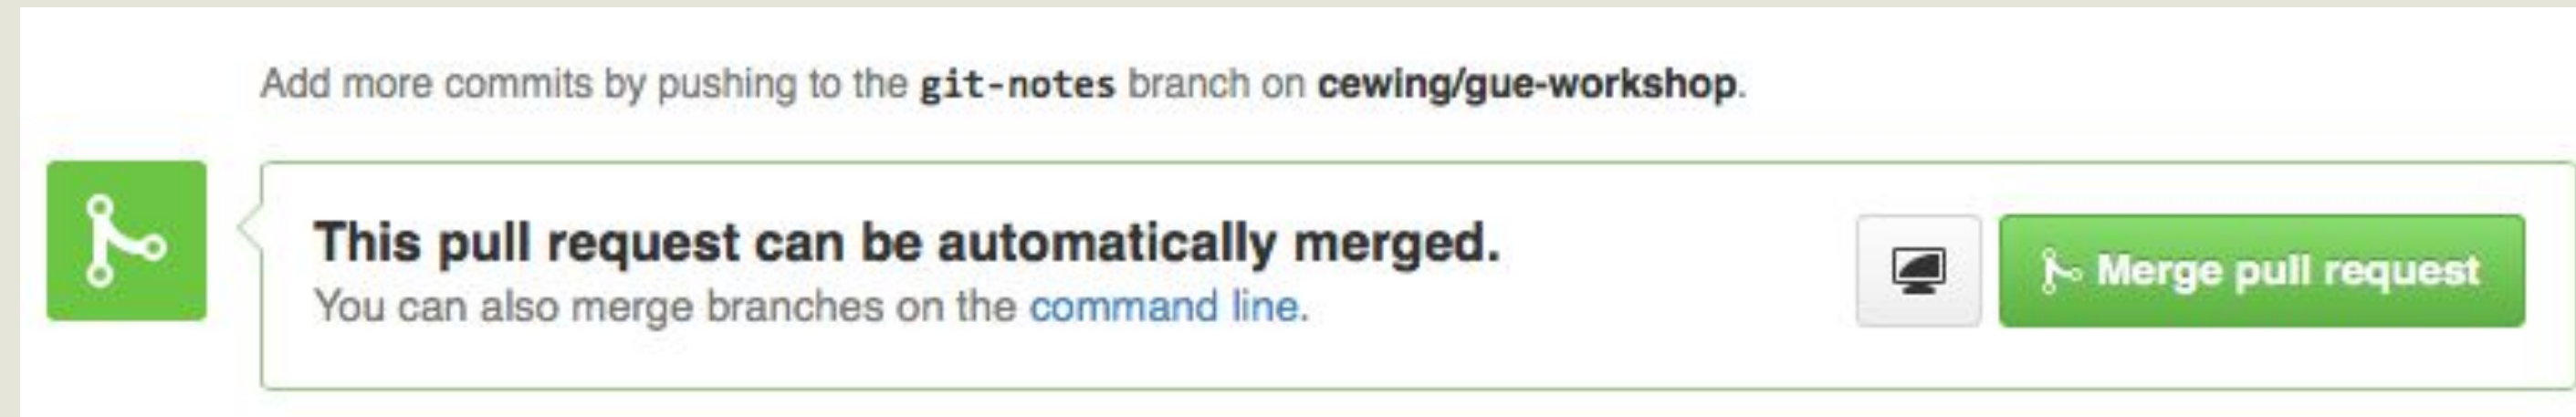 Add more commits by pushing to the git-notes branch on cewing/gue-workshop.
This pull request can be automatically merged.
You can also merge branches on the command line.
Merge pull request